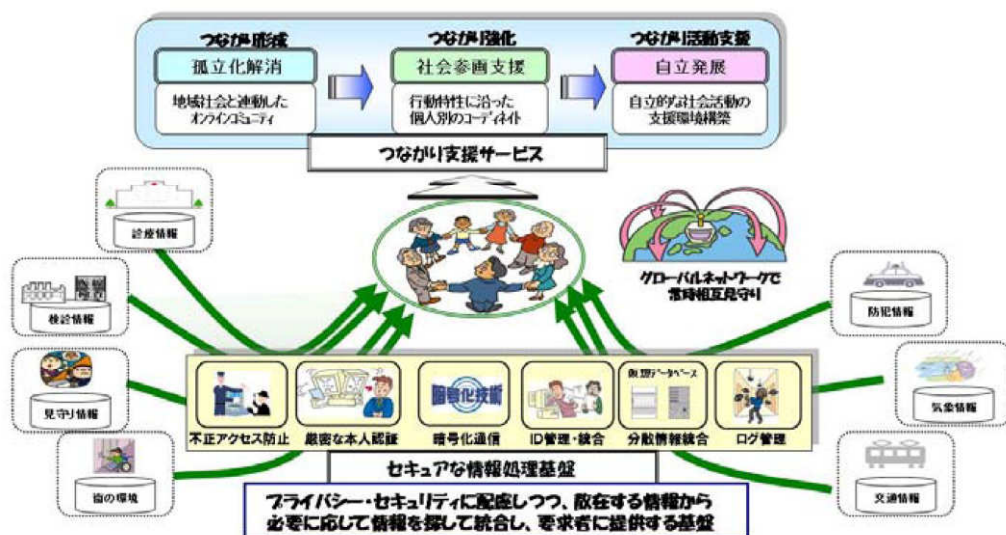 つながり形成
つながり強化
つながり活動支援
孤立化解消
社会参画支援
自立発展
地域社会と連動した
オンラインコミュニティ
行動特性に沿った
個人別のコーディネイト
自立的な社会活動の
支援環境構築
つながり支援サービス
診療情報
検診情報
見守り情報
街の環境
グローバルネットワークで
常時相互見守り
防犯情報
気象情報
交通情報
暗号化技術
仮想データベース
不正アクセス防止
厳密な本人認証
暗号化通信
ID管理・統合
分散情報統合
ログ管理
セキュアな情報処理基盤
プライバシー・セキュリティに配慮しつつ、散在する情報から
必要に応じて情報を探して統合し、要求者に提供する基盤